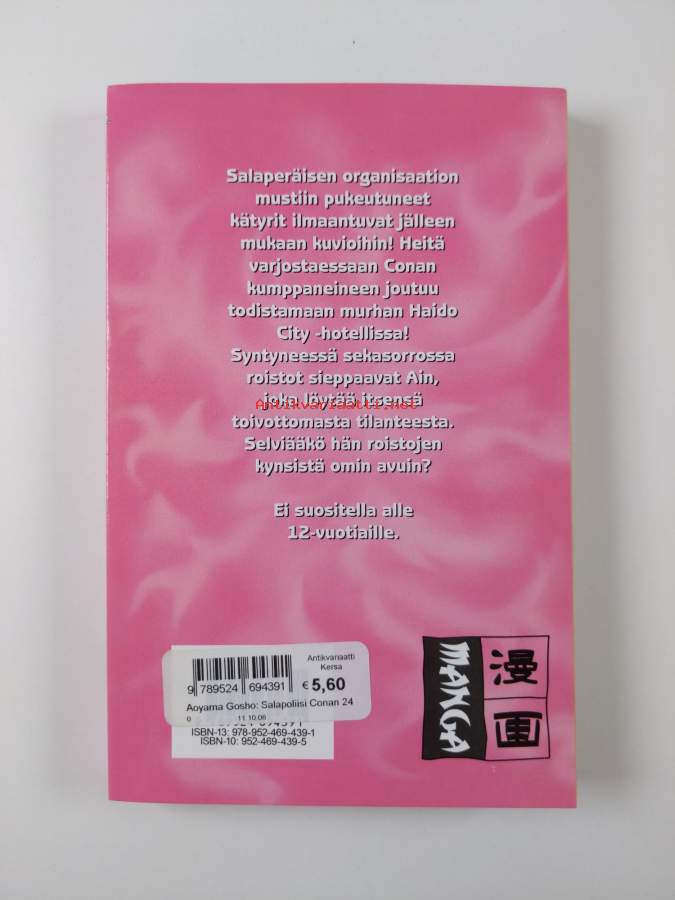 Salaperäisen organisaation
mustiin pukeutuneet
kätyrit ilmaantuvat jälleen
mukaan kuvioihin! Heitä
varjostaessaan Conan
kumppaneineen joutuu
todistamaan murhan Haido
City -hotellissa!
Syntyneessä sekasorrossa
roistot sieppaavat Ain,
Antikvariaatti.net
joka löytää itsensä
toivottomasta tilanteesta.
Selviääkö hän roistojen
kynsistä omin avuin?
Ei suositella alle
12-vuotiaille.
Antikvariaatti
Kersa
9 789524 694391 € 5,60
Aoyama Gosho: Salapoliisi Conan 24
0 11.10.06
ISBN-13: 978-952-469-439-1
ISBN-10: 952-469-439-5
MANGA
漫
画